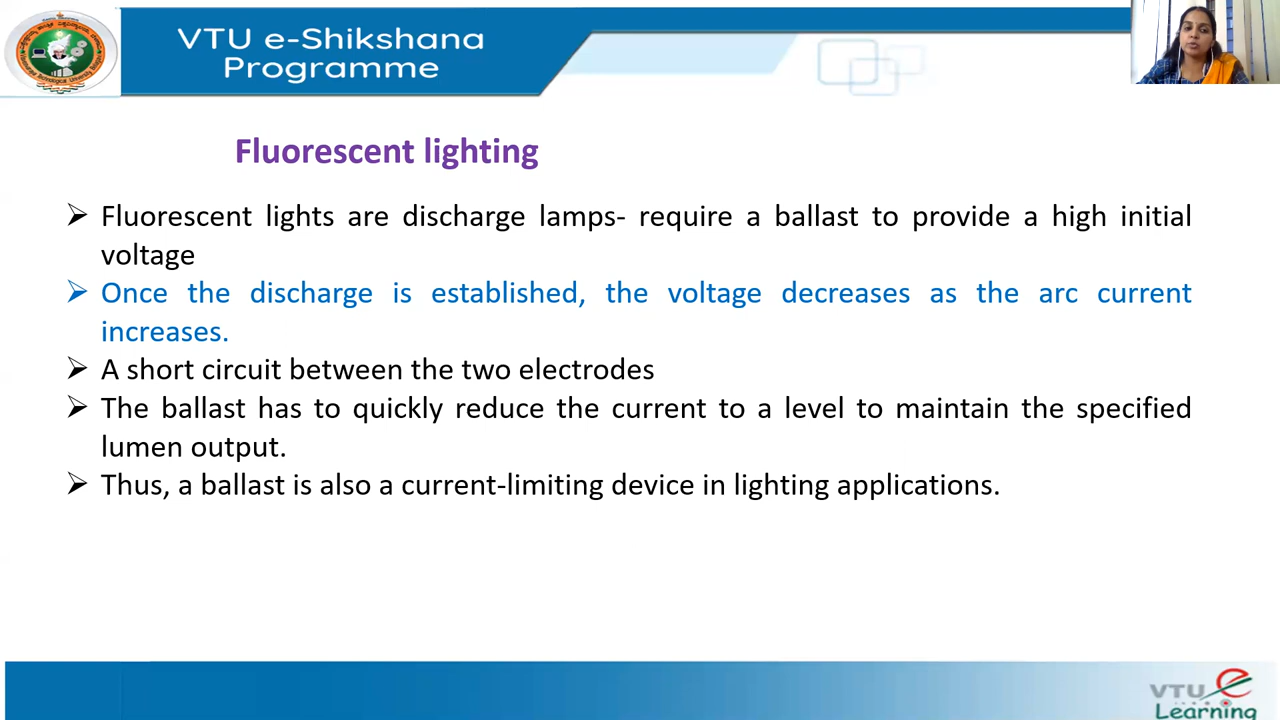 VTU e-Shikshana
Programme
Fluorescent lighting
➢ Fluorescent lights are discharge lamps- require a ballast to provide a high initial
voltage
➢ Once the discharge is established, the voltage decreases as the arc current
increases.
➢ A short circuit between the two electrodes
➢ The ballast has to quickly reduce the current to a level to maintain the specified
lumen output.
➢ Thus, a ballast is also a current-limiting device in lighting applications.
VTU e
Learning